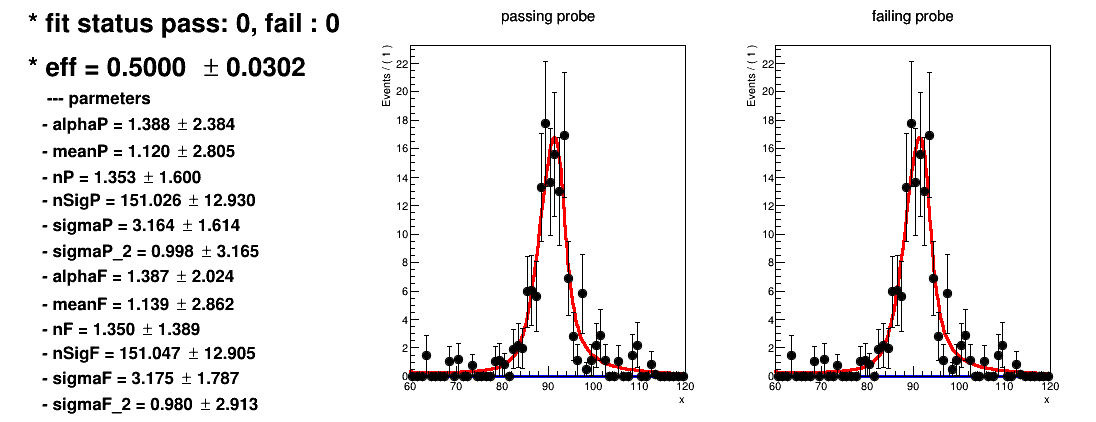 * fit status pass: 0, fail : 0
* eff = 0.5000 ± 0.0302
--- parmeters
- alphaP = 1.388 ± 2.384
- meanP = 1.120 ± 2.805
- nP = 1.353 ± 1.600
- nSigP = 151.026 ± 12.930
- sigmaP = 3.164 ± 1.614
- sigmaP_2 = 0.998 ± 3.165
- alphaF = 1.387 ± 2.024
- meanF = 1.139 ± 2.862
- nF = 1.350 ± 1.389
- nSigF = 151.047 ± 12.905
- sigmaF = 3.175 ± 1.787
- sigmaF_2 = 0.980 ± 2.913
passing probe
Events / ( 1 )
22
20
18
16
14
12
10
8
6
4
2
0
60 70 80 90 100 110 120
x
failing probe
Events / ( 1 )
22
20
18
16
14
12
10
8
6
4
2
0
60 70 80 90 100 110 120
x